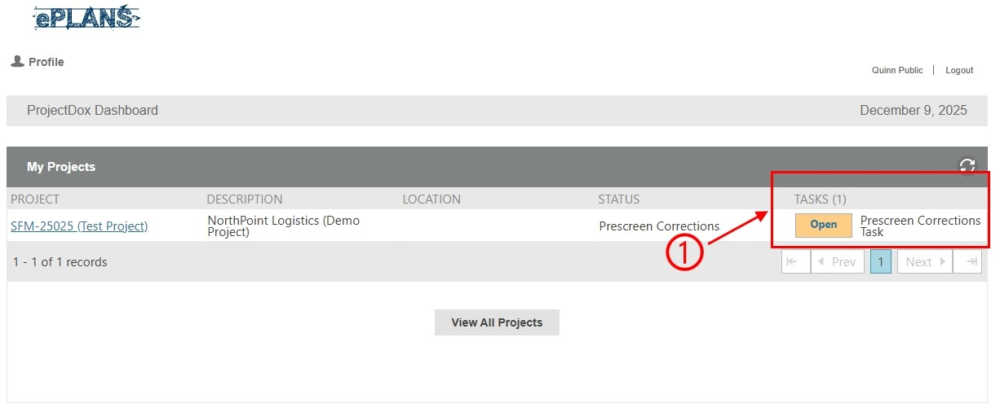 ePLANS
Profile
Quinn Public | Logout
ProjectDox Dashboard December 9, 2025
My Projects
PROJECT DESCRIPTION LOCATION STATUS TASKS (1)
SFM-25025 (Test Project) NorthPoint Logistics (Demo Project) Prescreen Corrections Open Prescreen Corrections Task
1
1 - 1 of 1 records Prev 1 Next
View All Projects